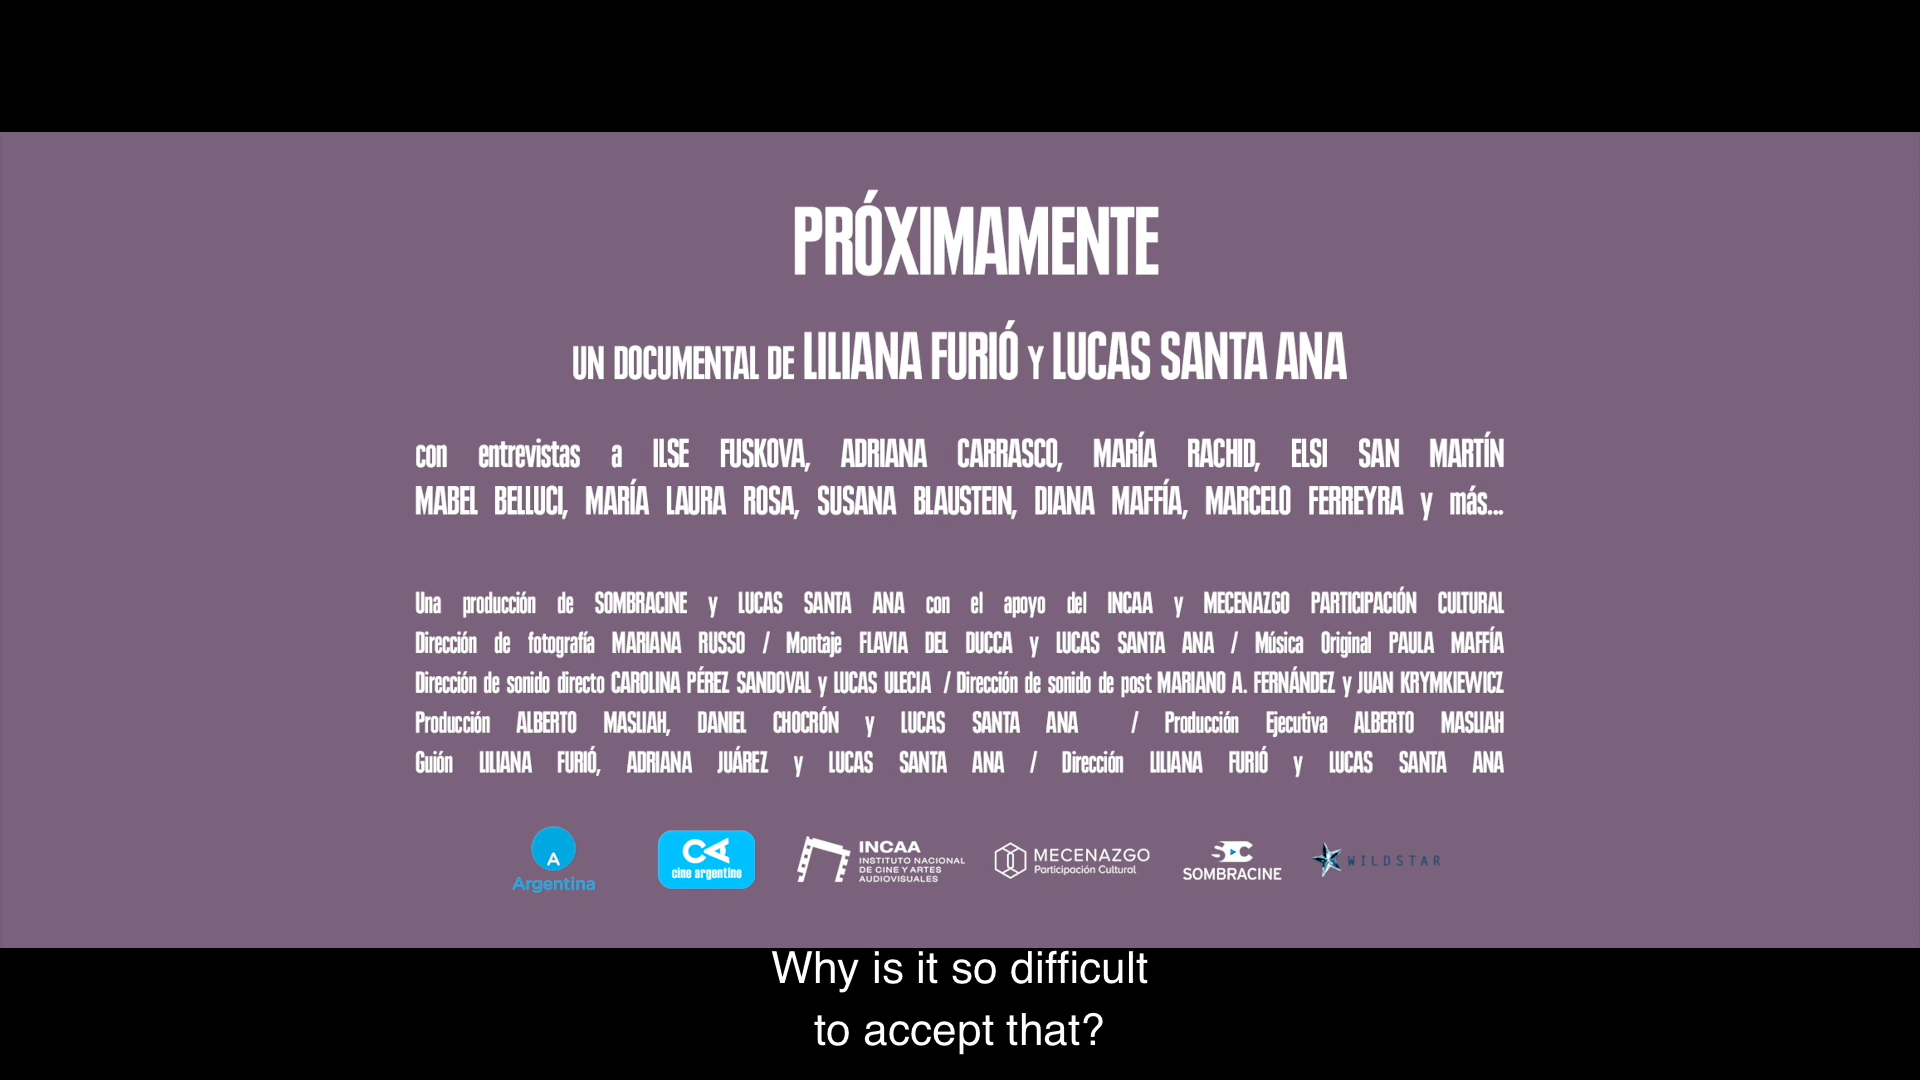 PRÓXIMAMENTE
UN DOCUMENTAL DE LILIANA FURIÓ Y LUCAS SANTA ANA
con entrevistas a ILSE FUSKOVA, ADRIANA CARRASCO, MARÍA RACHID, ELSI SAN MARTÍN
MABEL BELLUCI, MARÍA LAURA ROSA, SUSANA BLAUSTEIN, DIANA MAFFÍA, MARCELO FERREYRA y más...
Una producción de SOMBRACINE y LUCAS SANTA ANA con el apoyo del INCAA y MECENAZGO PARTICIPACIÓN CULTURAL
Dirección de fotografía MARIANA RUSSO / Montaje FLAVIA DEL DUCCA y LUCAS SANTA ANA / Música Original PAULA MAFFÍA
Dirección de sonido directo CAROLINA PÉREZ SANDOVAL y LUCAS ULECIA / Dirección de sonido de post MARIANO A. FERNÁNDEZ y JUAN KRYMKIEWICZ
Producción ALBERTO MASLIAH, DANIEL CHOCRÓN y LUCAS SANTA ANA / Producción Ejecutiva ALBERTO MASLIAH
Guión LILIANA FURIÓ, ADRIANA JUÁREZ y LUCAS SANTA ANA / Dirección LILIANA FURIÓ y LUCAS SANTA ANA
A
Argentina
CA
cine argentino
INCAA
INSTITUTO NACIONAL
DE CINE Y ARTES
AUDIOVISUALES
MECENAZGO
Participación Cultural
SOMBRACINE
WILDSTAR
Why is it so difficult
to accept that?